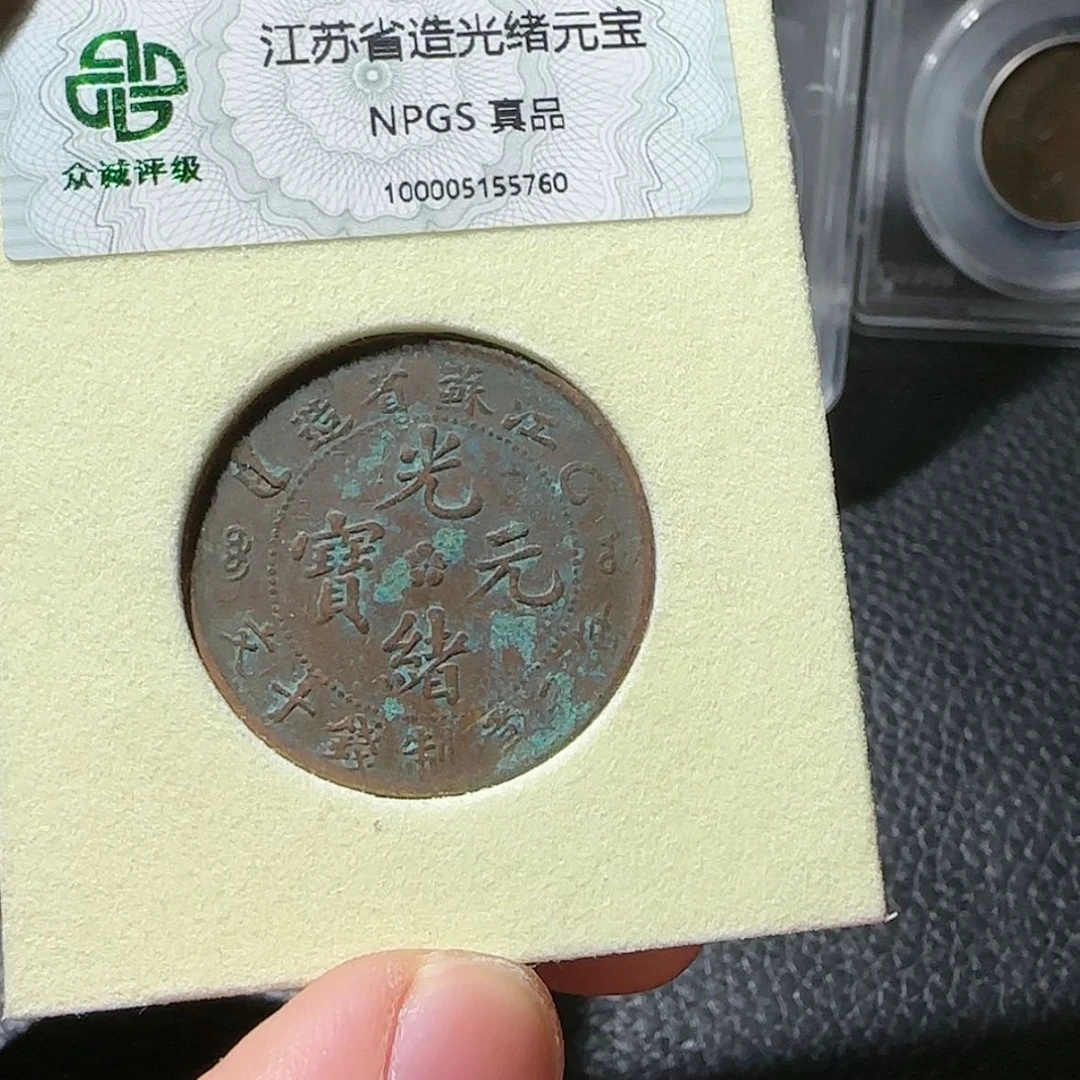 众诚评级
江苏省造光绪元宝
NPGS 真品
100005155760
江蘇省造
光緒元寶
制錢十文